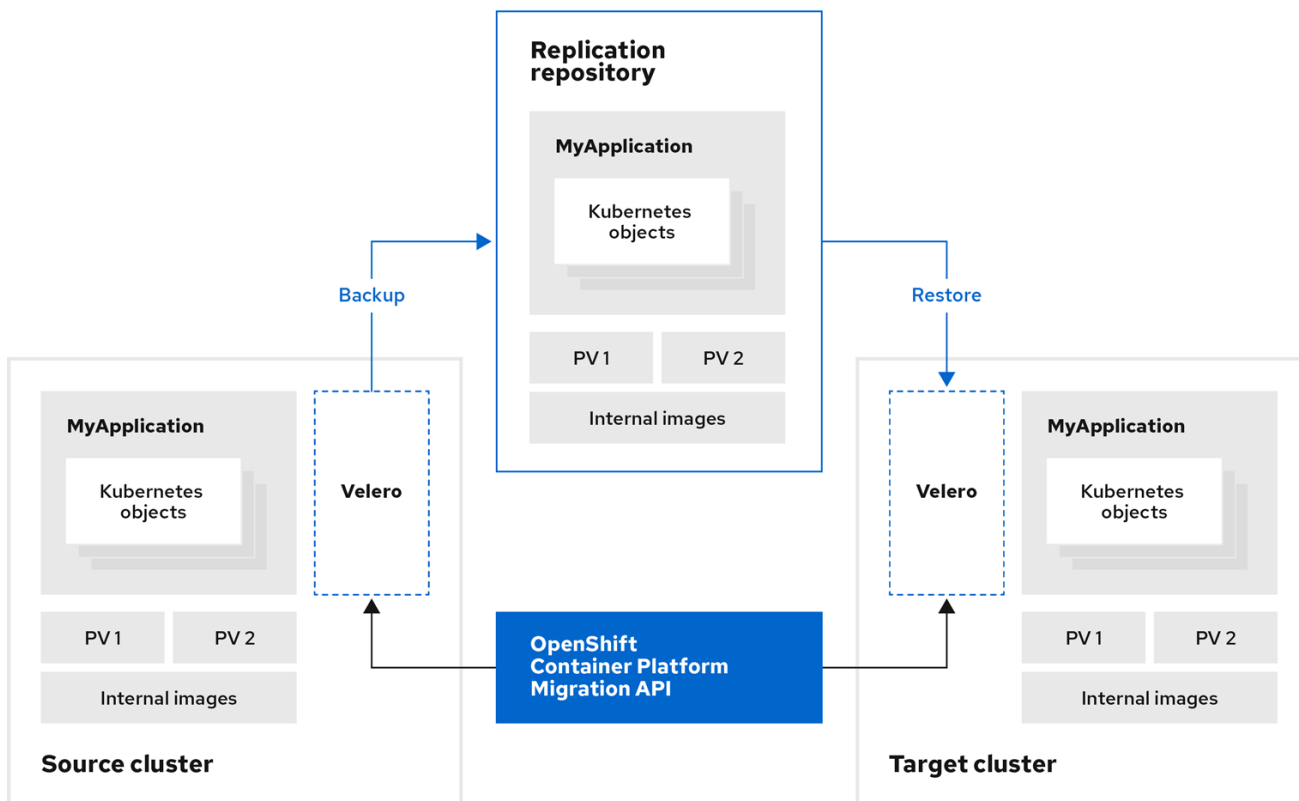 Replication
repository
MyApplication
Kubernetes
objects
PV 1
PV 2
Internal images
Backup
Restore
MyApplication
Kubernetes
objects
Velero
PV 1
PV 2
Internal images
Source cluster
OpenShift
Container Platform
Migration API
Velero
MyApplication
Kubernetes
objects
PV 1
PV 2
Internal images
Target cluster